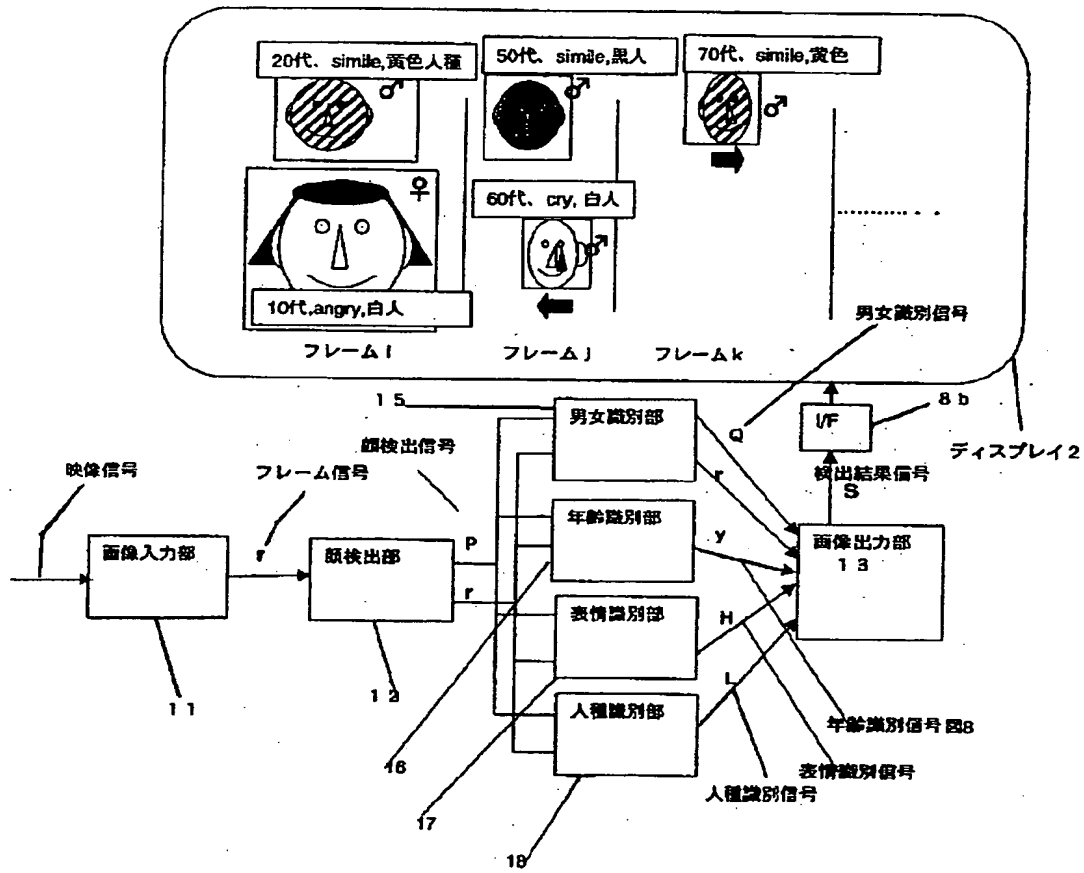 20代、simile,黄色人種
50代、simile,黒人
70代、simile,黄色
♂
♂
♂
♀
60代、cry, 白人
♂
10代,angry,白人
フレームi
フレームj
フレームk
男女識別信号
15
男女識別部
I/F
8b
ディスプレイ2
顔検出信号
映像信号
フレーム信号
Q
r
検出結果信号
S
画像入力部
r
顔検出部
P
r
年齢識別部
y
画像出力部
13
表情識別部
H
人種識別部
L
11
12
16
17
18
年齢識別信号図8
表情識別信号
人種識別信号